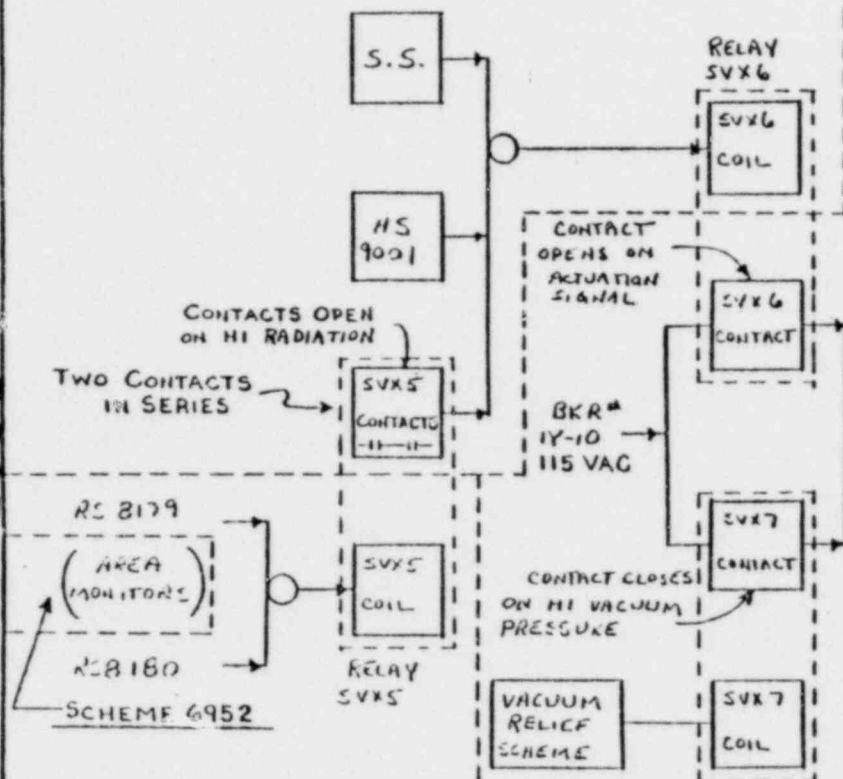 S.S.
RELAY
SVX6
SVX6
COIL
HS
9001
CONTACT
OPENS ON
ACTUATION
SIGNAL
SVX6
CONTACT
CONTACTS OPEN
ON HI RADIATION
TWO CONTACTS
IN SERIES
SVX5
CONTACTS
BKR#
1Y-10
115 VAC
RS 8179
(AREA
MONITORS)
RS8180
SCHEME 6952
SVX5
COIL
RELAY
SVX5
SVX7
CONTACT
CONTACT CLOSES
ON HI VACUUM
PRESSURE
VACUUM
RELIEF
SCHEME
SVX7
COIL